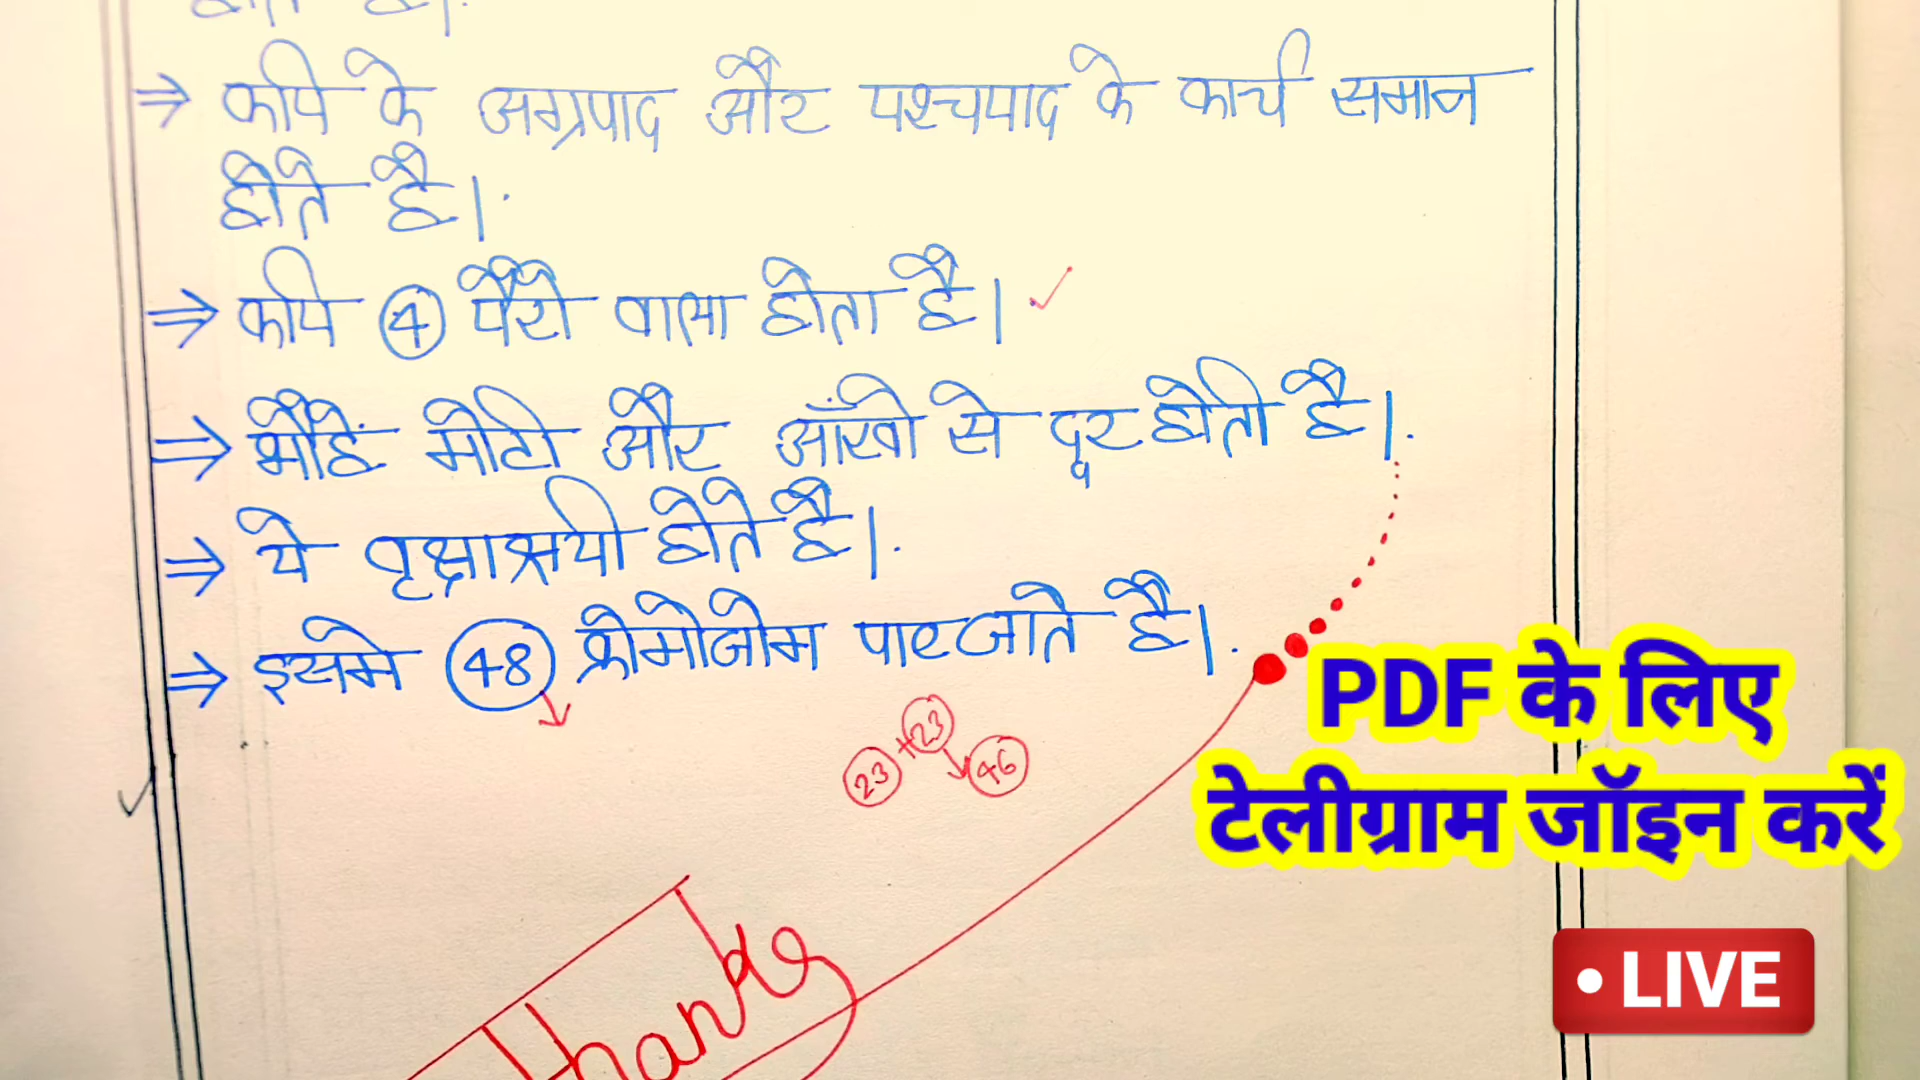 होते है।
⇒ कपि के अग्रपाद और पश्चपाद के कार्य समान
होते है।
⇒ कपि 4 पैरो वाला होता है। ✓
⇒ भौहें मोटी और आँखो से दूर होती है।
⇒ ये वृक्षाश्रयी होते है।
⇒ इसमे 48 क्रोमोजोम पाए जाते है।
23 + 23 → 46
PDF के लिए
टेलीग्राम जॉइन करें
Thanks
• LIVE